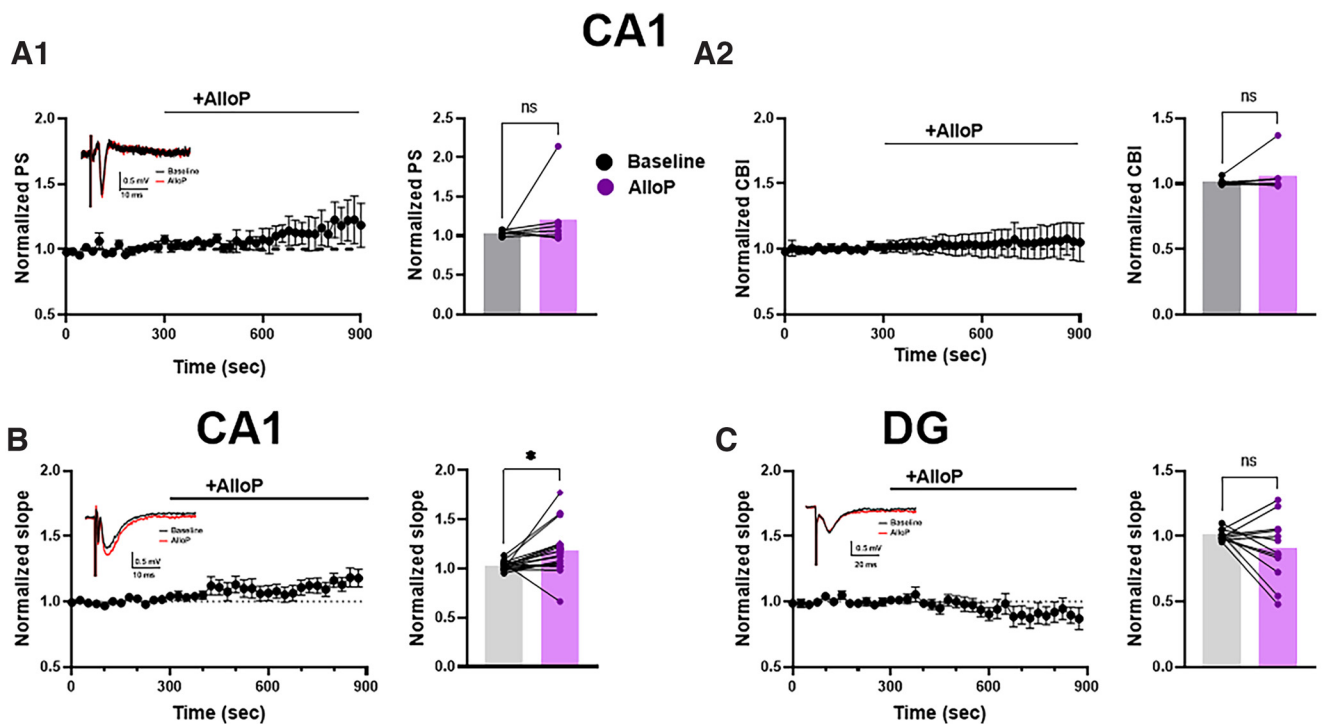 CA1
A1
A2
+AlloP
2.0
1.5
1.0
0.5
Normalized PS
0
300
600
900
Time (sec)
Baseline
AlloP
0.5 mV
10 ms
ns
2.5
2.0
1.5
1.0
0.5
0.0
Normalized PS
Baseline
AlloP
+AlloP
2.0
1.5
1.0
0.5
Normalized CBI
0
300
600
900
Time (sec)
ns
1.5
1.0
0.5
0.0
Normalized CBI
B
CA1
+AlloP
2.0
1.5
1.0
0.5
Normalized slope
0
300
600
900
Time (sec)
Baseline
AlloP
0.5 mV
10 ms
*
2.0
1.5
1.0
0.5
0.0
Normalized slope
C
DG
+AlloP
2.0
1.5
1.0
0.5
Normalized slope
0
300
600
900
Time (sec)
Baseline
AlloP
0.5 mV
20 ms
ns
1.5
1.0
0.5
0.0
Normalized slope